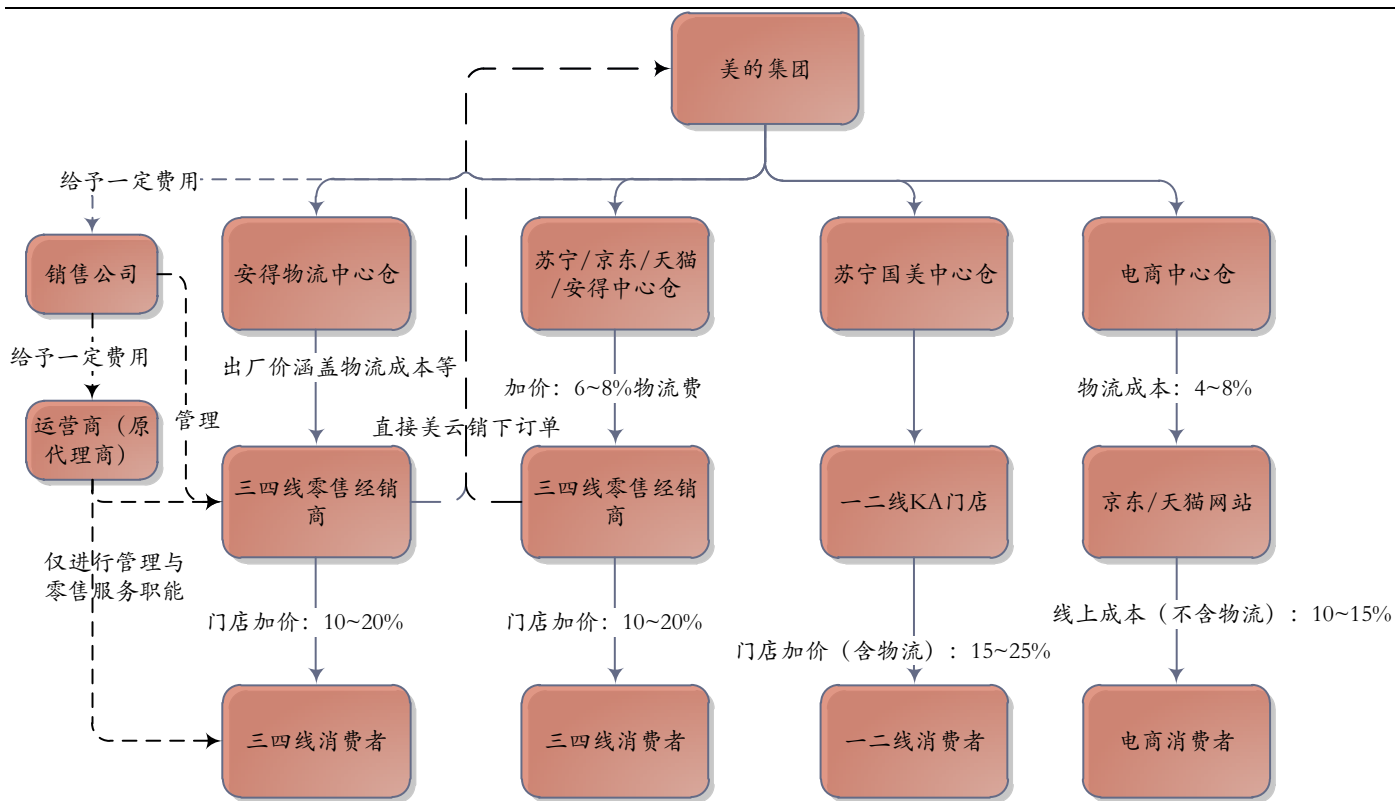 美的集团
给予一定费用
销售公司
安得物流中心仓
苏宁/京东/天猫
/安得中心仓
苏宁国美中心仓
电商中心仓
给予一定费用
出厂价涵盖物流成本等
加价：6~8%物流费
物流成本：4~8%
运营商（原
代理商）
管理
直接美云销下订单
三四线零售经销
商
三四线零售经销
商
一二线KA门店
京东/天猫网站
仅进行管理与
零售服务职能
门店加价：10~20%
门店加价：10~20%
门店加价（含物流）：15~25%
线上成本（不含物流）：10~15%
三四线消费者
三四线消费者
一二线消费者
电商消费者